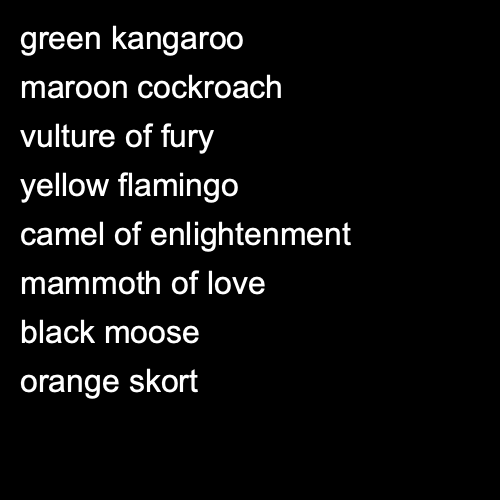 green kangaroo
maroon cockroach
vulture of fury
yellow flamingo
camel of enlightenment
mammoth of love
black moose
orange skort